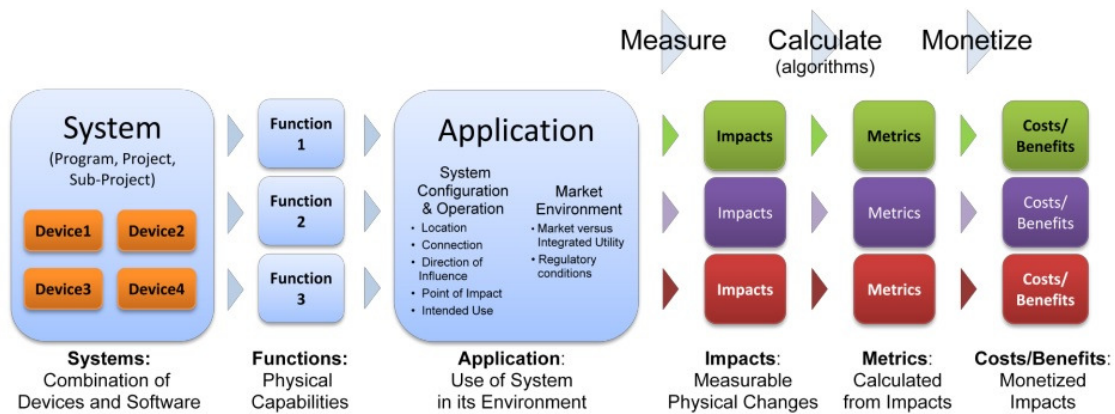 Measure Calculate Monetize
(algorithms)
System
(Program, Project,
Sub-Project)
Device1 Device2
Device3 Device4
Function
1
Function
2
Function
3
Application
System
Configuration
& Operation
• Location
• Connection
• Direction of
Influence
• Point of Impact
• Intended Use
Market
Environment
• Market versus
Integrated Utility
• Regulatory
conditions
Impacts
Metrics
Costs/
Benefits
Impacts
Metrics
Costs/
Benefits
Impacts
Metrics
Costs/
Benefits
Systems:
Combination of
Devices and Software
Functions:
Physical
Capabilities
Application:
Use of System
in its Environment
Impacts:
Measurable
Physical Changes
Metrics:
Calculated
from Impacts
Costs/Benefits:
Monetized
Impacts